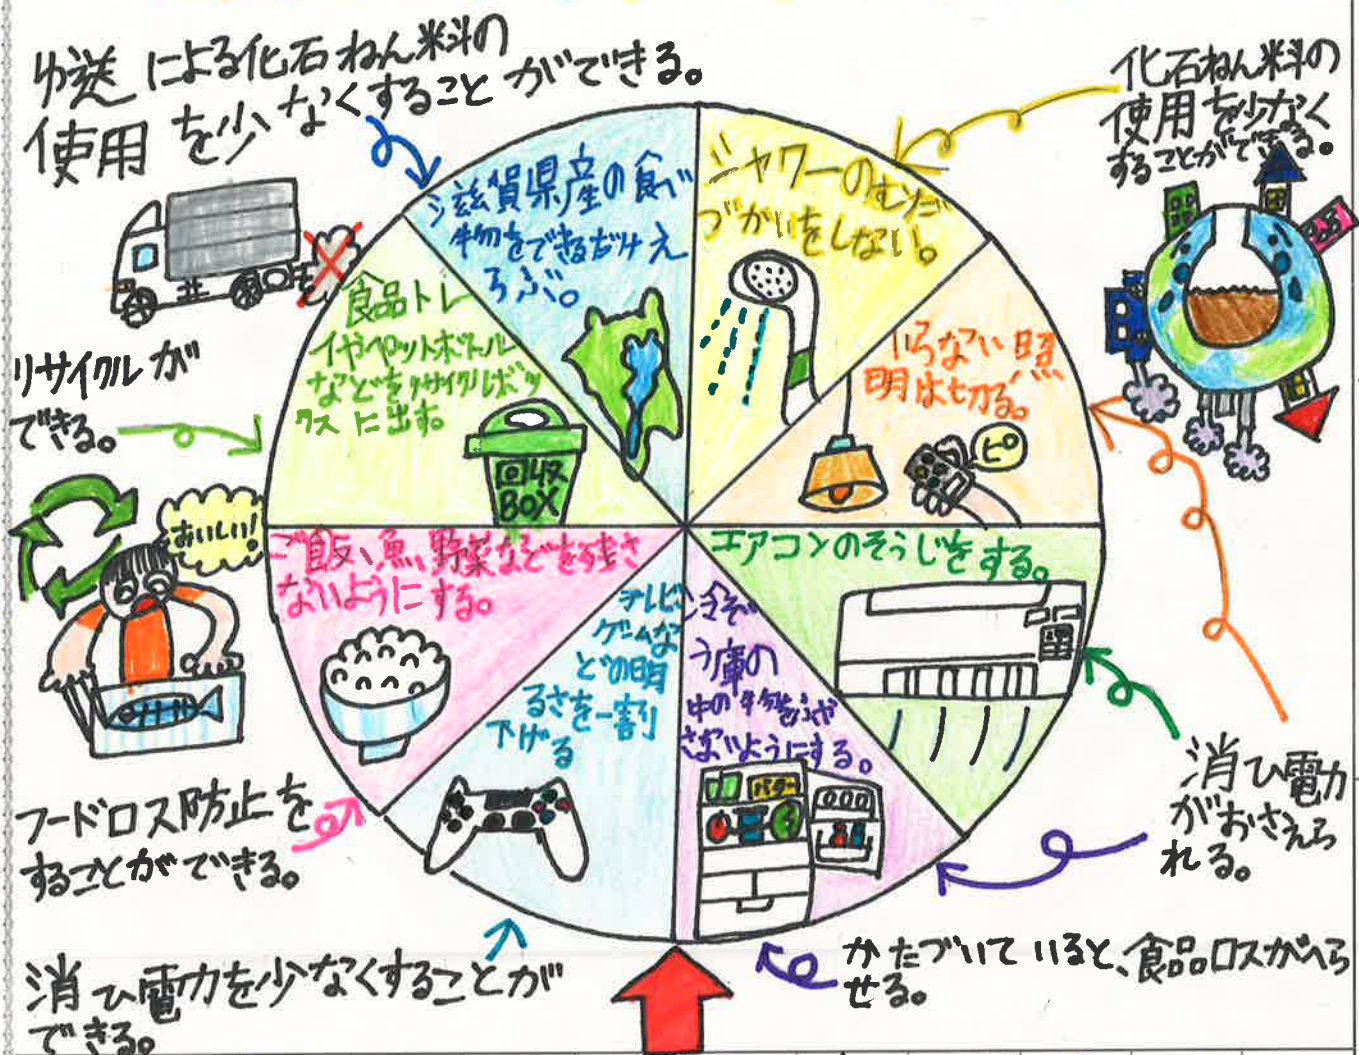 ゆ送による化石ねん料の
使用を少なくすることができる。
化石ねん料の
使用を少なく
することができる。
滋賀県産の食べ
物をできるだけえ
らぶ。
シャワーのむだ
づかいをしない。
いらない照
明は切る。
ピ
食品トレ
イやペットボトル
などをリサイクルボッ
クスに出す。
回収
BOX
リサイクルが
できる。
おいしい!
ご飯、魚、野菜などを残さ
ないようにする。
エアコンのそうじをする。
テレビ、
ゲームな
どの明
るさを一割
下げる
冷ぞ
う庫の
中の物をふや
さないようにする。
バター
消ひ電力
がおさえら
れる。
フードロス防止を
することができる。
かたづいていると、食品ロスがへら
せる。
消ひ電力を少なくすることが
できる。